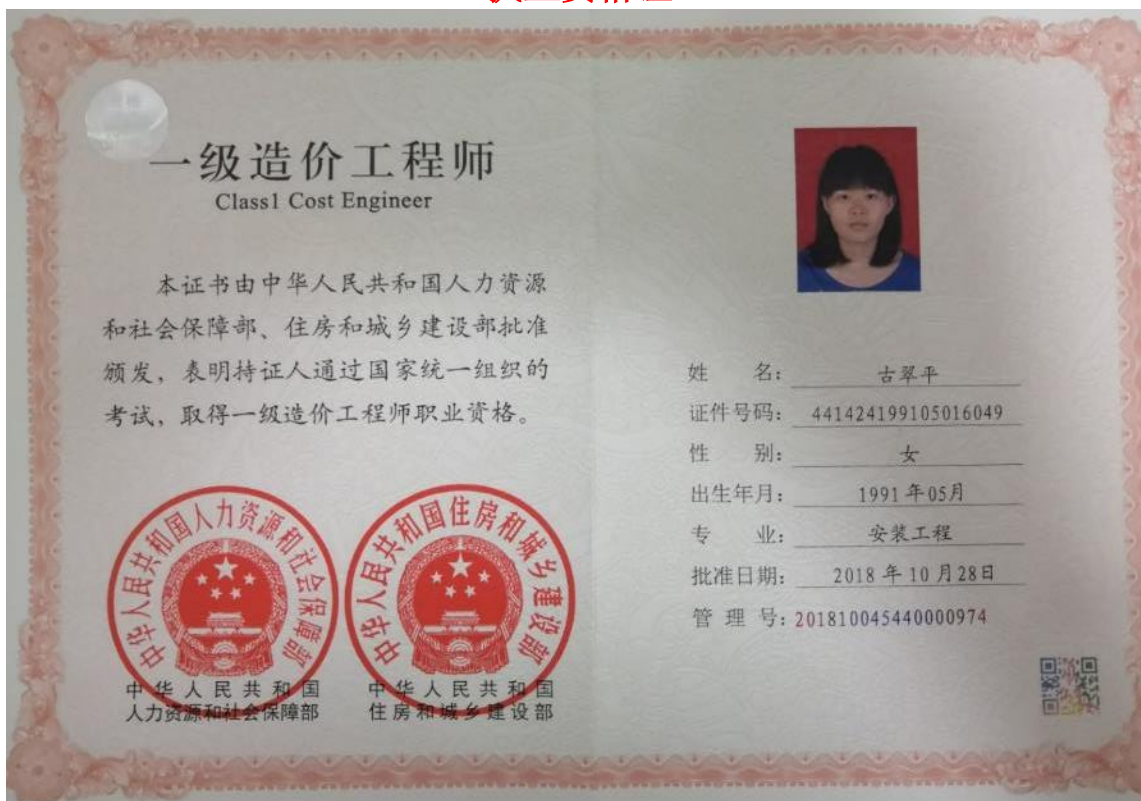 一级造价工程师
Class1 Cost Engineer
本证书由中华人民共和国人力资源
和社会保障部、住房和城乡建设部批准
颁发，表明持证人通过国家统一组织的
考试，取得一级造价工程师职业资格。
中华人民共和国人力资源和社会保障部
中华人民共和国住房和城乡建设部
中华人民共和国
人力资源和社会保障部
中华人民共和国
住房和城乡建设部
姓 名：古翠平
证件号码：441424199105016049
性 别：女
出生年月：1991年05月
专 业：安装工程
批准日期：2018年10月28日
管 理 号：201810045440000974